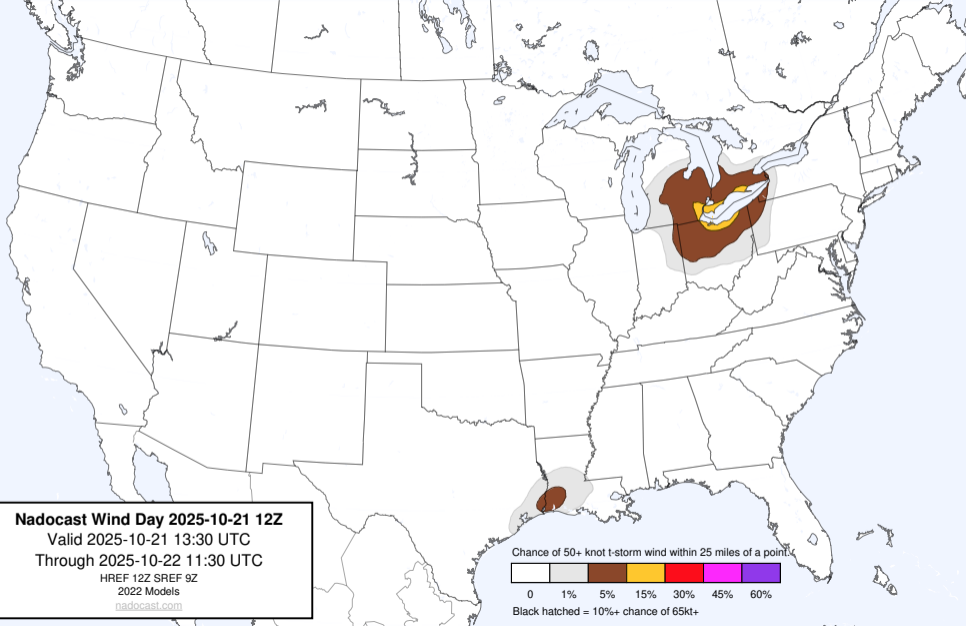 Nadocast Wind Day 2025-10-21 12Z
Valid 2025-10-21 13:30 UTC
Through 2025-10-22 11:30 UTC
HREF 12Z SREF 9Z
2022 Models
nadocast.com
Chance of 50+ knot t-storm wind within 25 miles of a point.
0 1% 5% 15% 30% 45% 60%
Black hatched = 10%+ chance of 65kt+